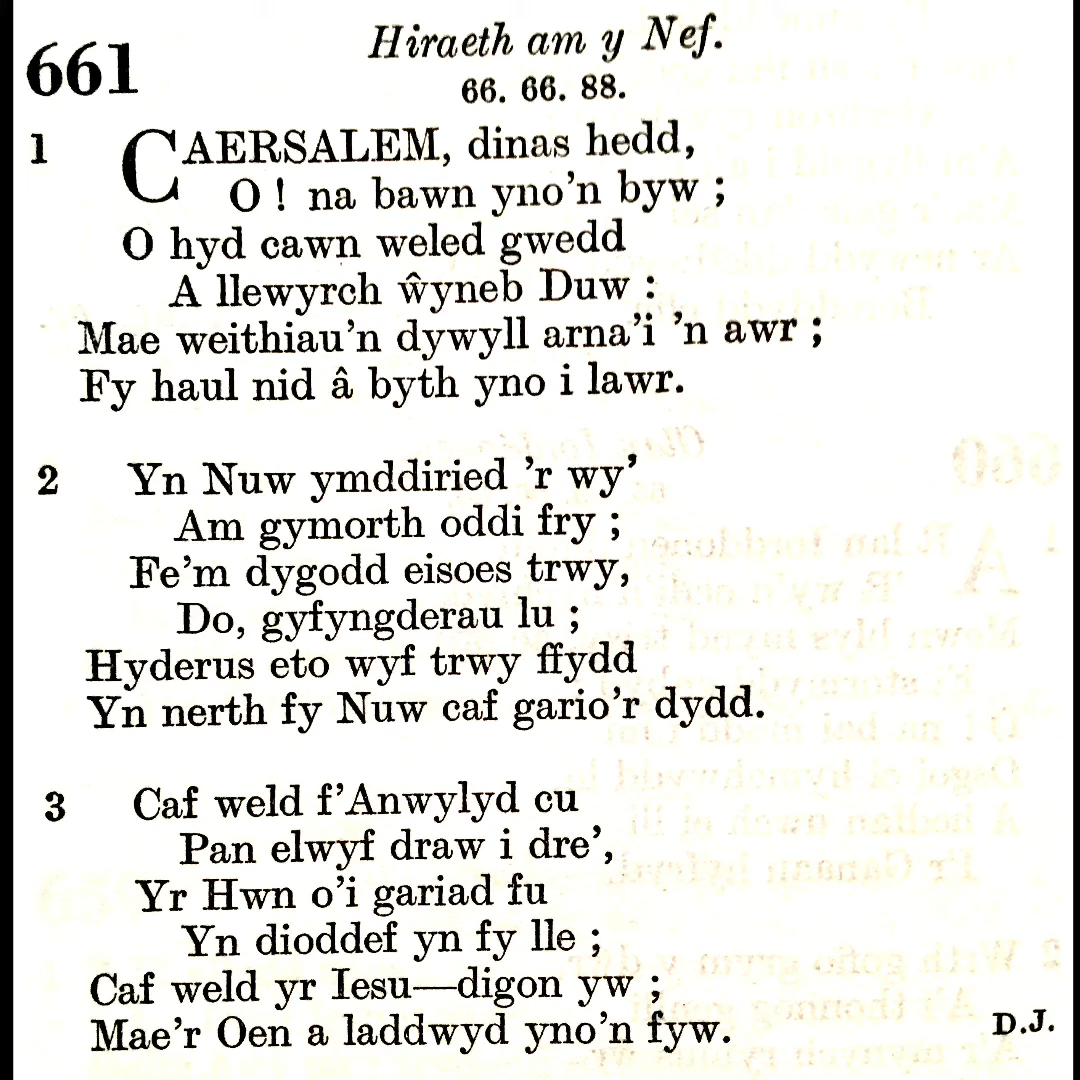 661
Hiraeth am y Nef.
66. 66. 88.
1 CAERSALEM, dinas hedd,
O ! na bawn yno’n byw ;
O hyd cawn weled gwedd
A llewyrch ŵyneb Duw :
Mae weithiau’n dywyll arna’i ’n awr ;
Fy haul nid â byth yno i lawr.
2 Yn Nuw ymddiried ’r wy’
Am gymorth oddi fry ;
Fe’m dygodd eisoes trwy,
Do, gyfyngderau lu ;
Hyderus eto wyf trwy ffydd
Yn nerth fy Nuw caf gario’r dydd.
3 Caf weld f’Anwylyd cu
Pan elwyf draw i dre’,
Yr Hwn o’i gariad fu
Yn dioddef yn fy lle ;
Caf weld yr Iesu—digon yw ;
Mae’r Oen a laddwyd yno’n fyw. D.J.